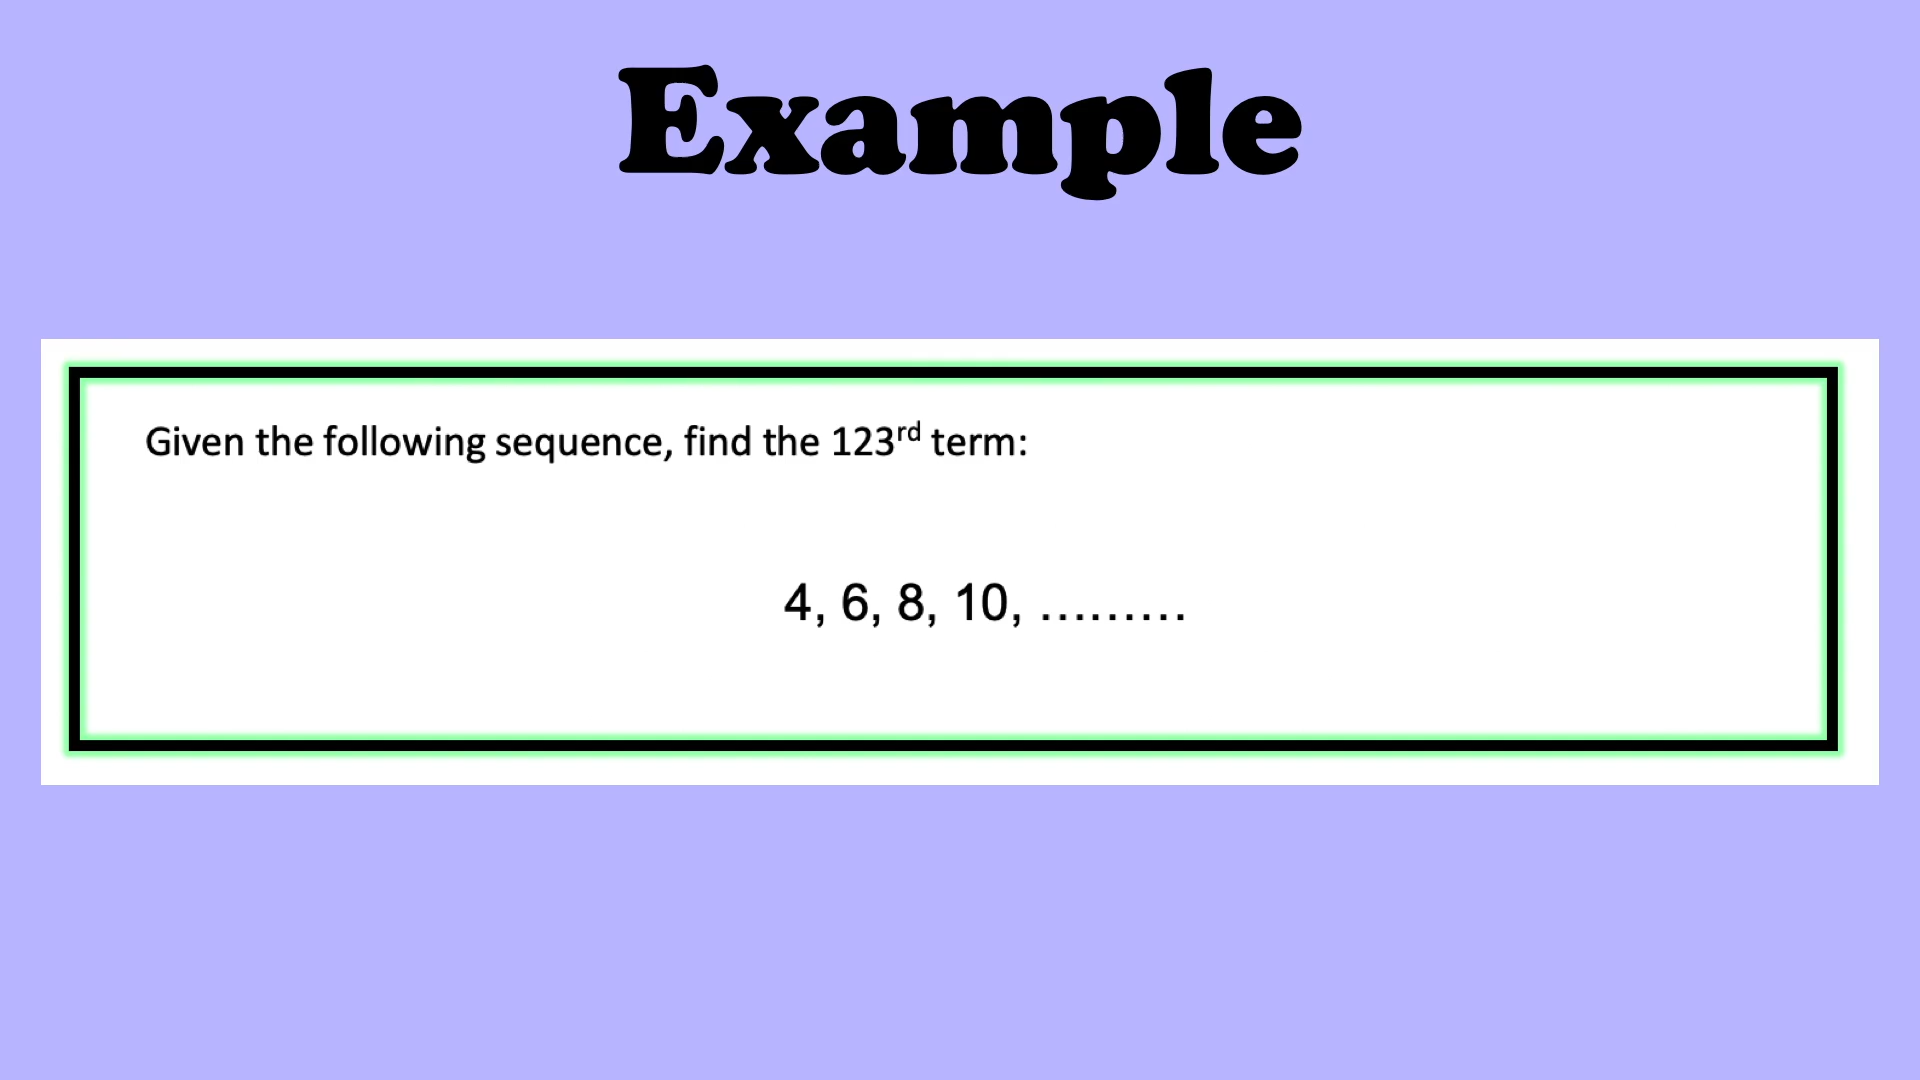 Example
Given the following sequence, find the 123rd term:
4, 6, 8, 10, .........